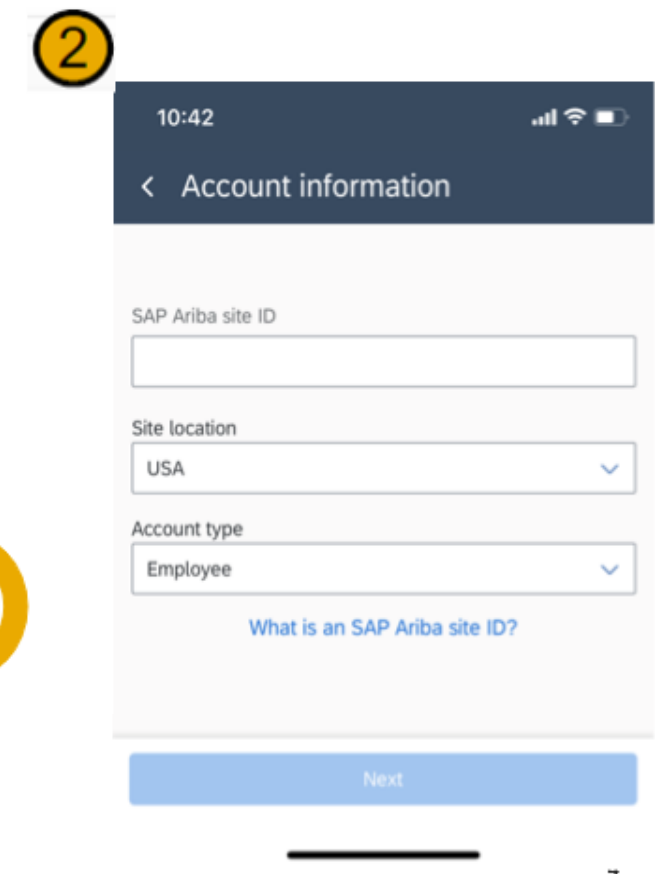 2
10:42
Account information
SAP Ariba site ID
Site location
USA
Account type
Employee
What is an SAP Ariba site ID?
Next